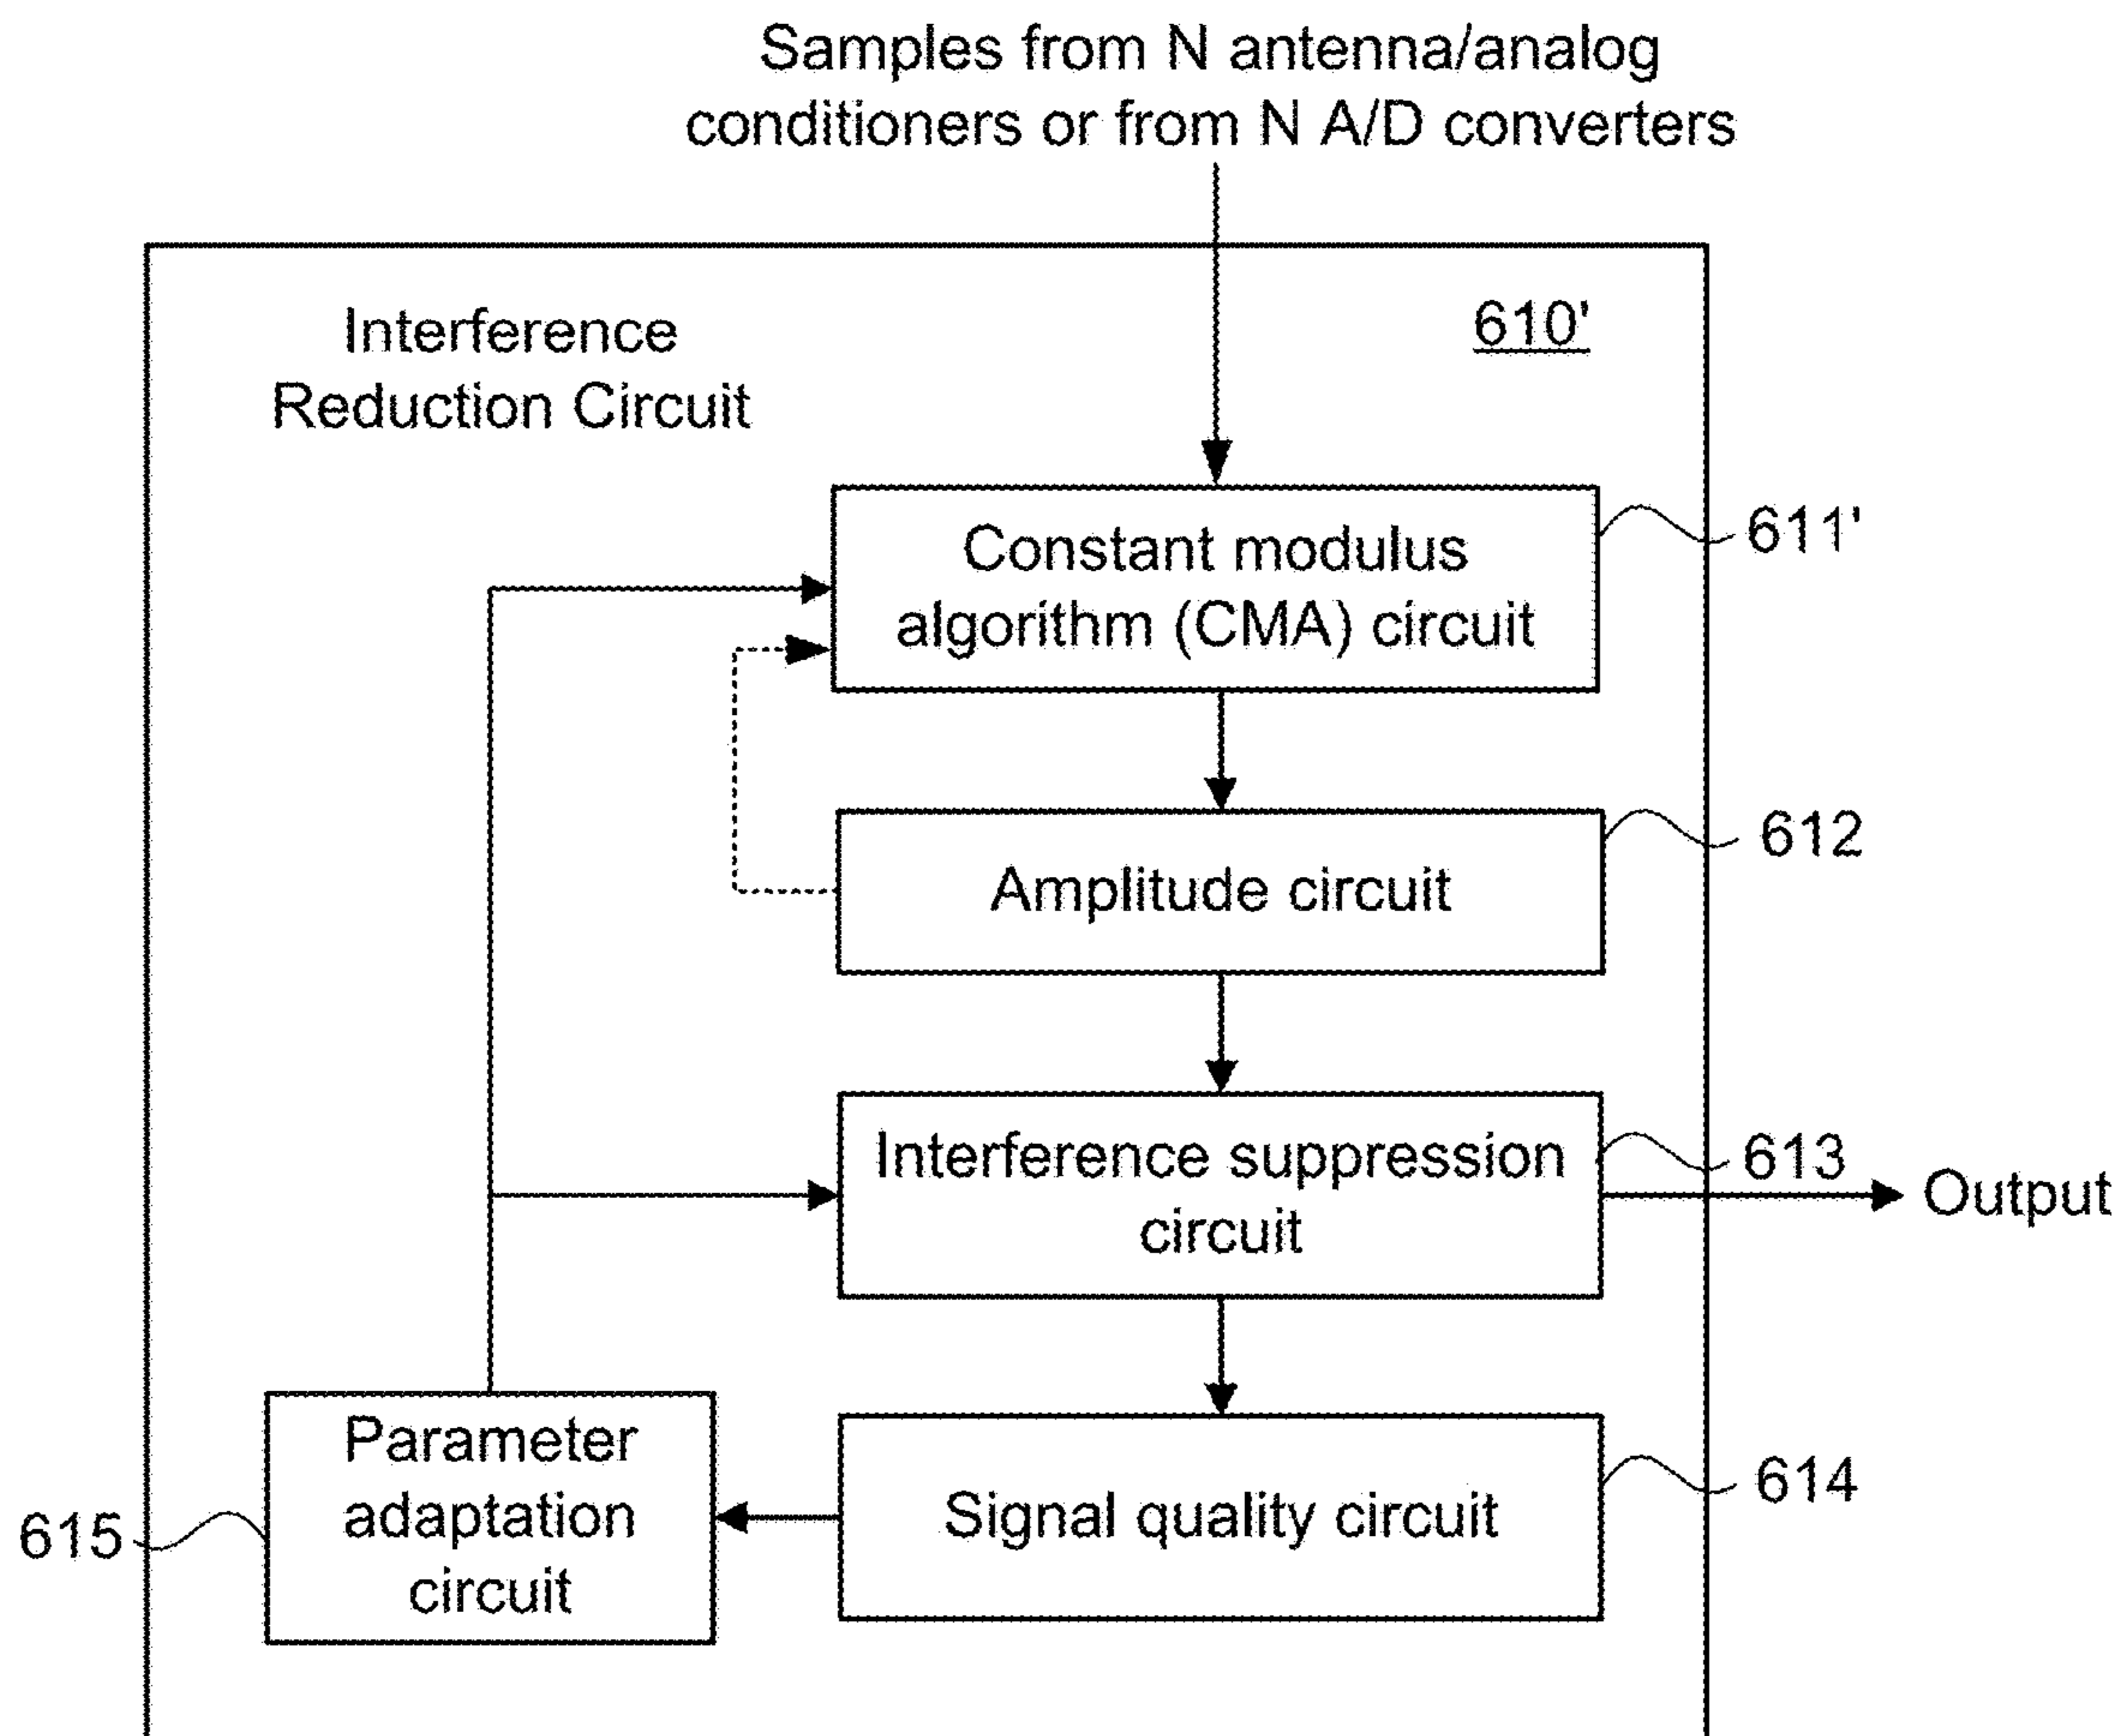 Samples from N antenna/analog
conditioners or from N A/D converters
Interference
Reduction Circuit
610'
Constant modulus
algorithm (CMA) circuit
611'
Amplitude circuit
612
Interference suppression
circuit
613
Output
Parameter
adaptation
circuit
615
Signal quality circuit
614